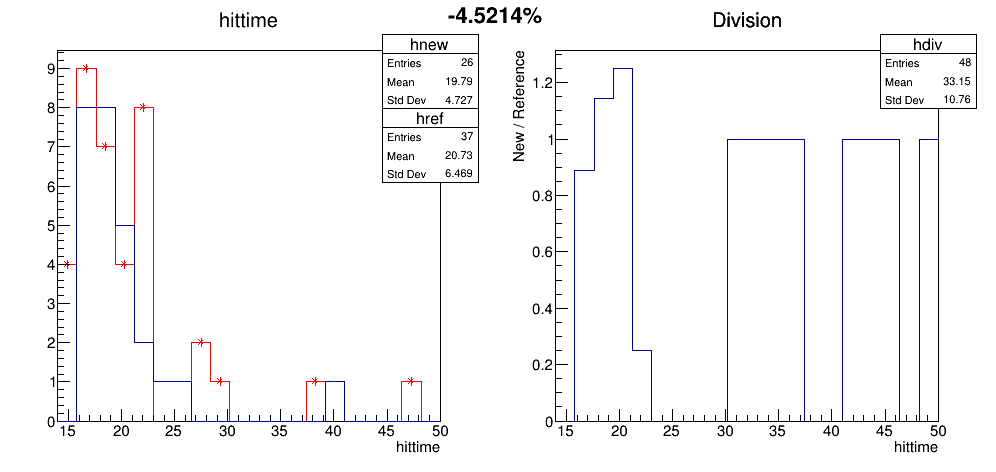 -4.5214%
hittime
hnew
Entries 26
Mean 19.79
Std Dev 4.727
href
Entries 37
Mean 20.73
Std Dev 6.469
9
8
7
6
5
4
3
2
1
0
15 20 25 30 35 40 45 50
hittime
Division
hdiv
Entries 48
Mean 33.15
Std Dev 10.76
New / Reference
1.2
1
0.8
0.6
0.4
0.2
0
15 20 25 30 35 40 45 50
hittime